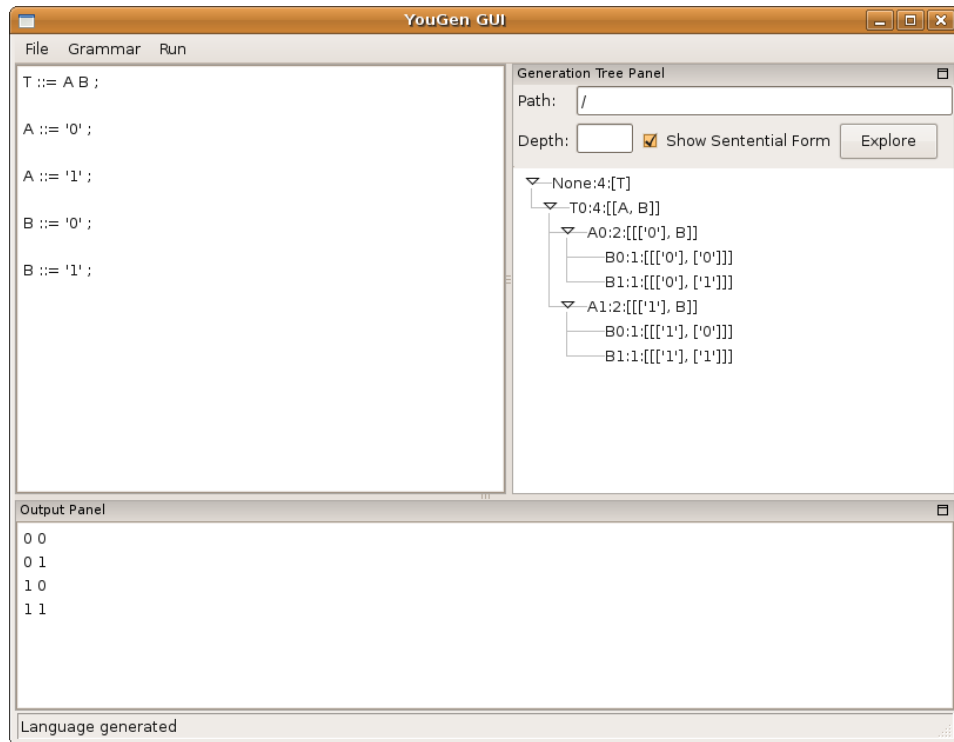 YouGen GUI
File Grammar Run
T ::= A B ;
A ::= '0' ;
A ::= '1' ;
B ::= '0' ;
B ::= '1' ;
Generation Tree Panel
Path: /
Depth: Show Sentential Form Explore
None:4:[T]
T0:4:[[A, B]]
A0:2:[[['0'], B]]
B0:1:[[['0'], ['0']]]
B1:1:[[['0'], ['1']]]
A1:2:[[['1'], B]]
B0:1:[[['1'], ['0']]]
B1:1:[[['1'], ['1']]]
Output Panel
0 0
0 1
1 0
1 1
Language generated